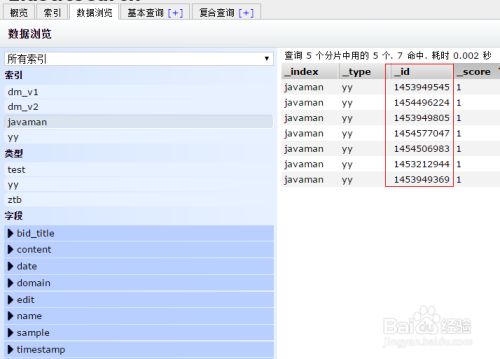 概览 索引 数据浏览 基本查询 [+] 复合查询 [+]
数据浏览
所有索引
索引
dm_v1
dm_v2
javaman
yy
类型
test
yy
ztb
字段
bid_title
content
date
domain
edit
name
sample
timestamp
查询 5 个分片中用的 5 个. 7 命中. 耗时 0.002 秒
_index _type _id _score
javaman yy 1453949545 1
javaman yy 1454496224 1
javaman yy 1453949805 1
javaman yy 1454577047 1
javaman yy 1454506983 1
javaman yy 1453212944 1
javaman yy 1453949369 1
Baidu 经验
jingyan.baidu.com